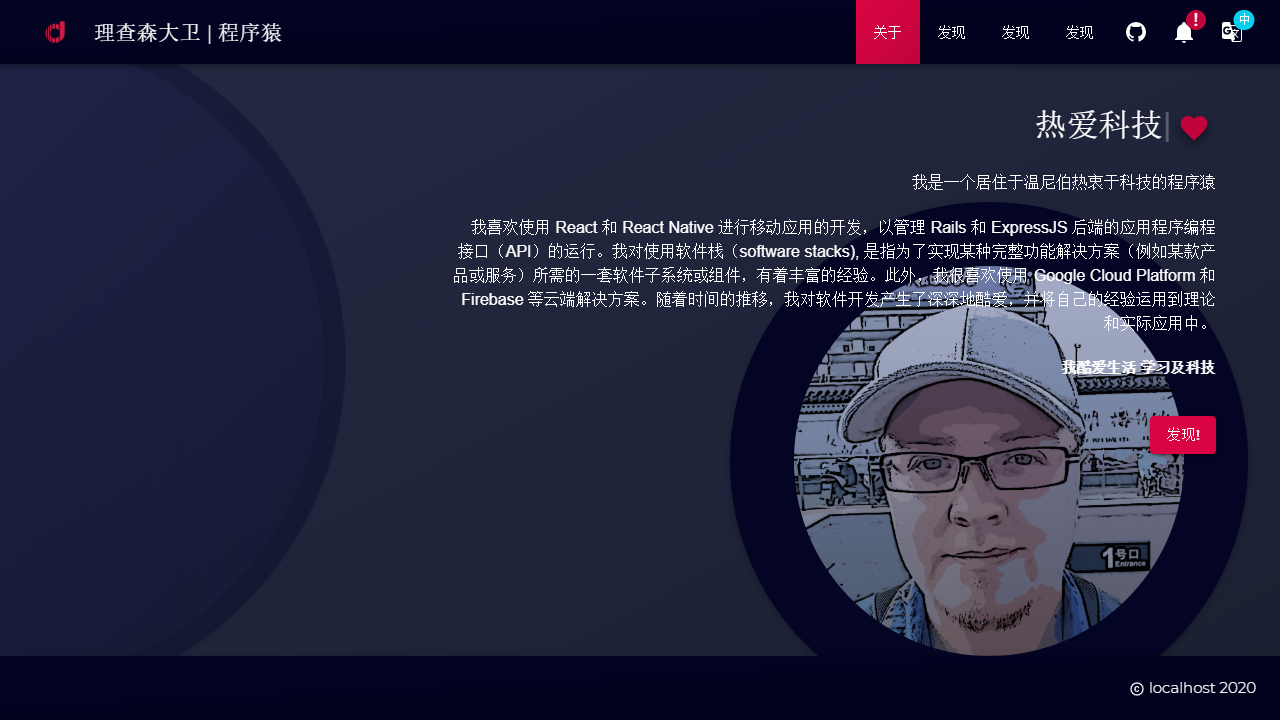 理查森大卫 | 程序猿
关于
发现
发现
发现
!
中
热爱科技|
我是一个居住于温尼伯热衷于科技的程序猿
我喜欢使用 React 和 React Native 进行移动应用的开发，以管理 Rails 和 ExpressJS 后端的应用程序编程
接口（API）的运行。我对使用软件栈（software stacks), 是指为了实现某种完整功能解决方案（例如某款产
品或服务）所需的一套软件子系统或组件，有着丰富的经验。此外，我很喜欢使用 Google Cloud Platform 和
Firebase 等云端解决方案。随着时间的推移，我对软件开发产生了深深地酷爱，并将自己的经验运用到理论
和实际应用中。
我酷爱生活 学习及科技
发现!
1号口
Entrance
© localhost 2020